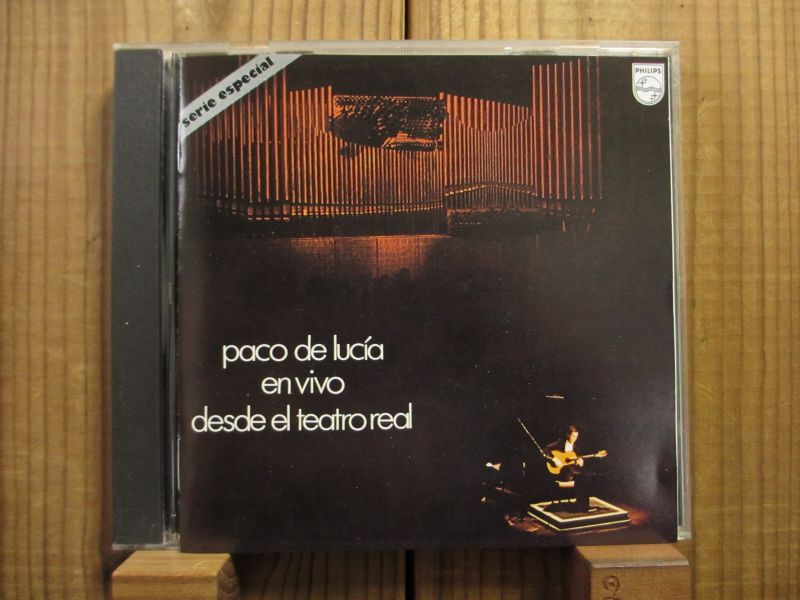 serie especial
PHILIPS
paco de lucía
en vivo
desde el teatro real